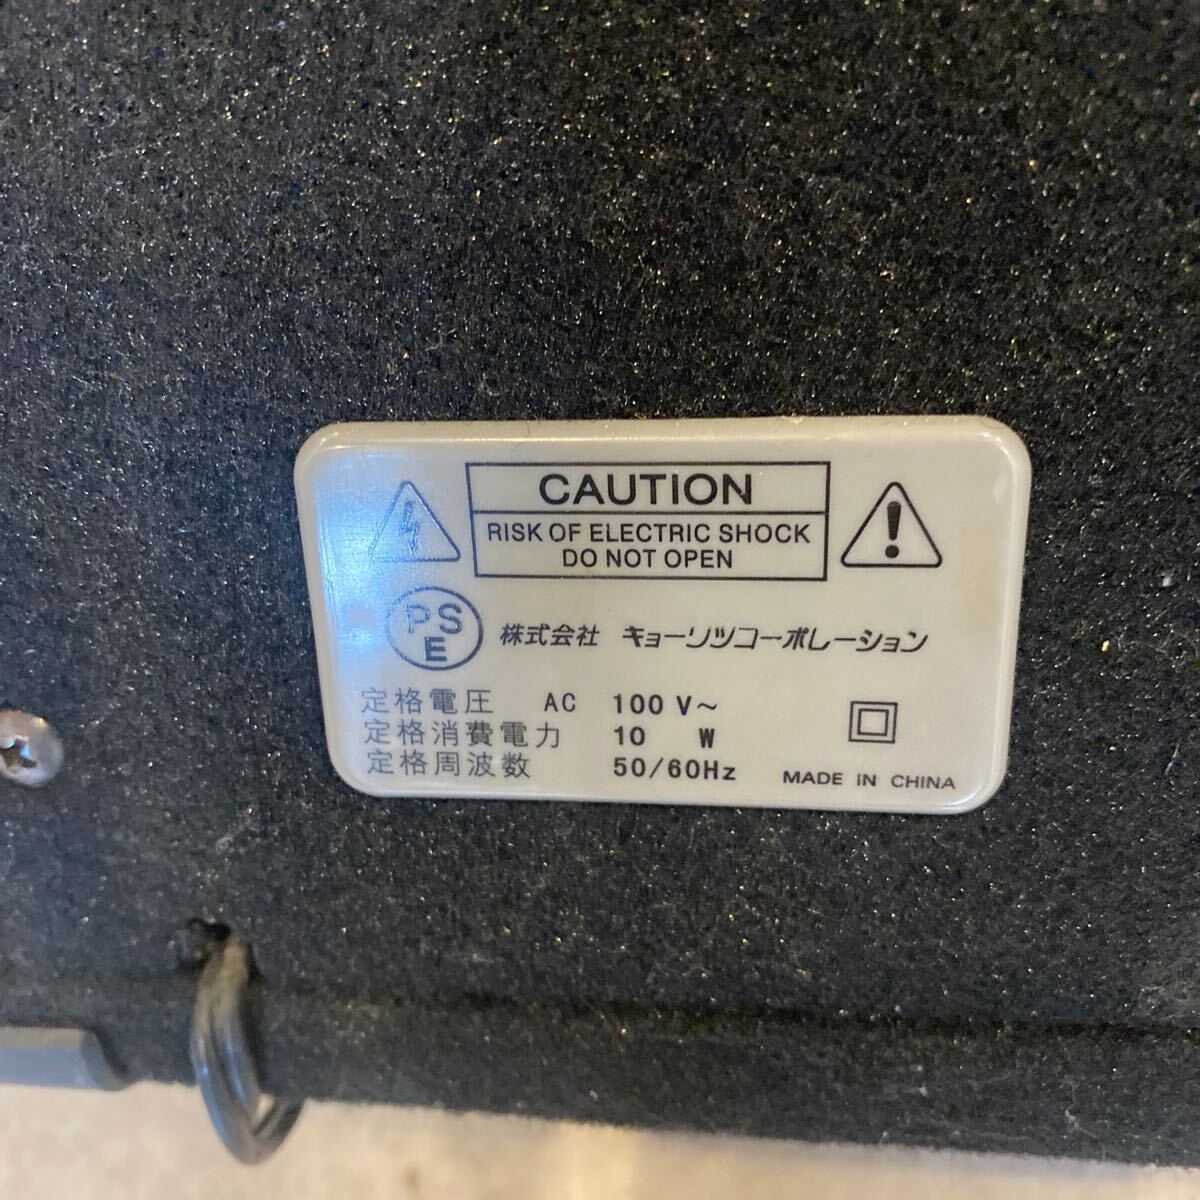 CAUTION
RISK OF ELECTRIC SHOCK
DO NOT OPEN
PS
E
株式会社 キョーリツコーポレーション
定格電圧 AC 100 V～
定格消費電力 10 W
定格周波数 50/60Hz
MADE IN CHINA